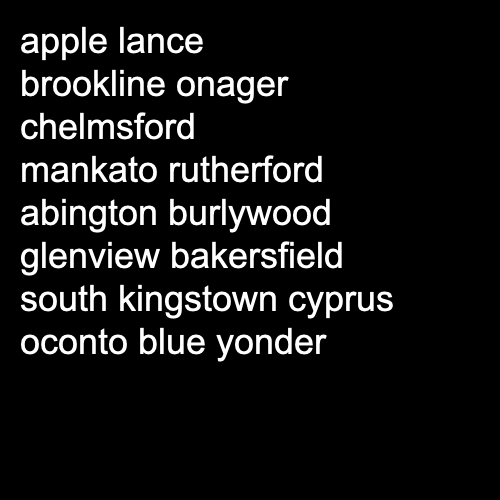 apple lance
brookline onager
chelmsford
mankato rutherford
abington burlywood
glenview bakersfield
south kingstown cyprus
oconto blue yonder